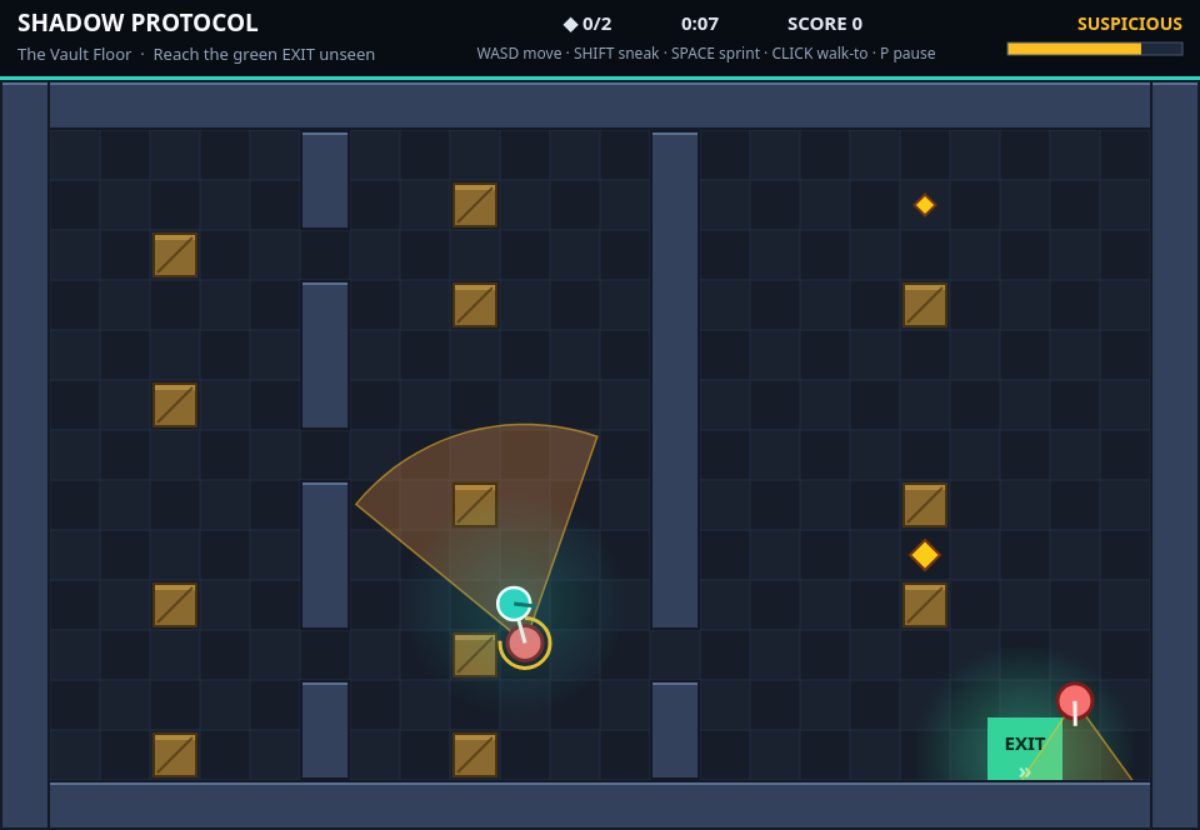 SHADOW PROTOCOL
◆ 0/2
0:07
SCORE 0
SUSPICIOUS
The Vault Floor · Reach the green EXIT unseen
WASD move · SHIFT sneak · SPACE sprint · CLICK walk-to · P pause
EXIT
»